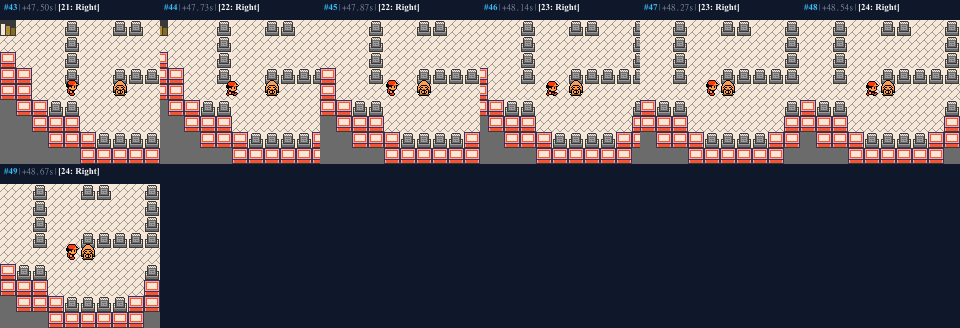 #43|+47.50s|[21: Right]
#44|+47.73s|[22: Right]
#45|+47.87s|[22: Right]
#46|+48.14s|[23: Right]
#47|+48.27s|[23: Right]
#48|+48.54s|[24: Right]
#49|+48.67s|[24: Right]